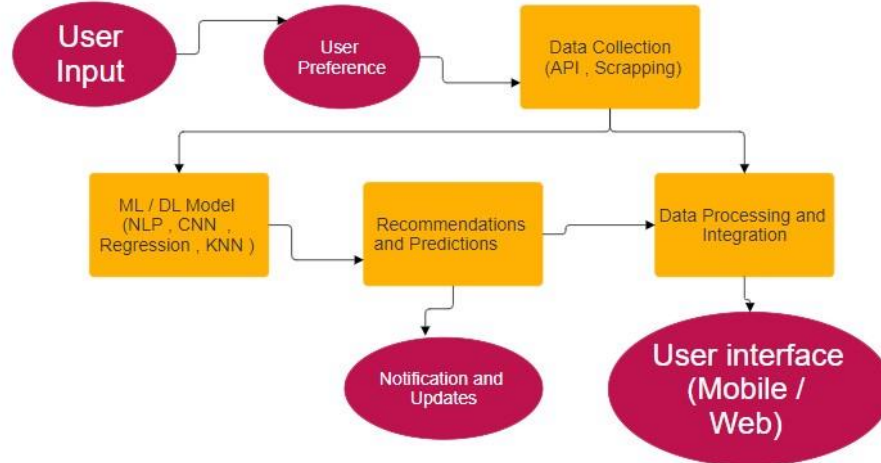 User
Input
User
Preference
Data Collection
(API , Scrapping)
ML / DL Model
(NLP , CNN ,
Regression , KNN )
Recommendations
and Predictions
Data Processing and
Integration
Notification and
Updates
User interface
(Mobile /
Web)